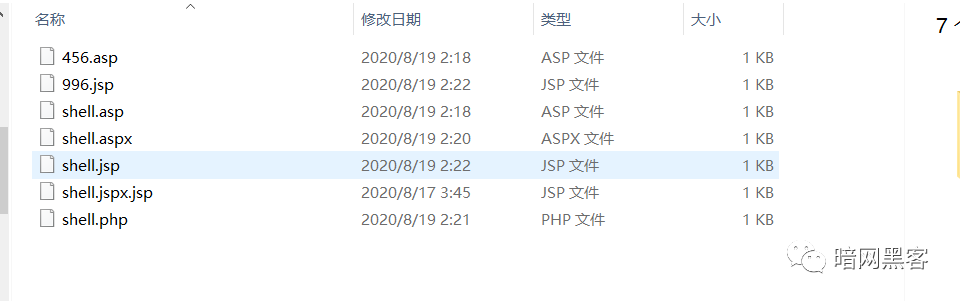 名称 修改日期 类型 大小
7 个
456.asp 2020/8/19 2:18 ASP 文件 1 KB
996.jsp 2020/8/19 2:22 JSP 文件 1 KB
shell.asp 2020/8/19 2:18 ASP 文件 1 KB
shell.aspx 2020/8/19 2:20 ASPX 文件 1 KB
shell.jsp 2020/8/19 2:22 JSP 文件 1 KB
shell.jspx.jsp 2020/8/17 3:45 JSP 文件 1 KB
shell.php 2020/8/19 2:21 PHP 文件 1 KB
暗网黑客